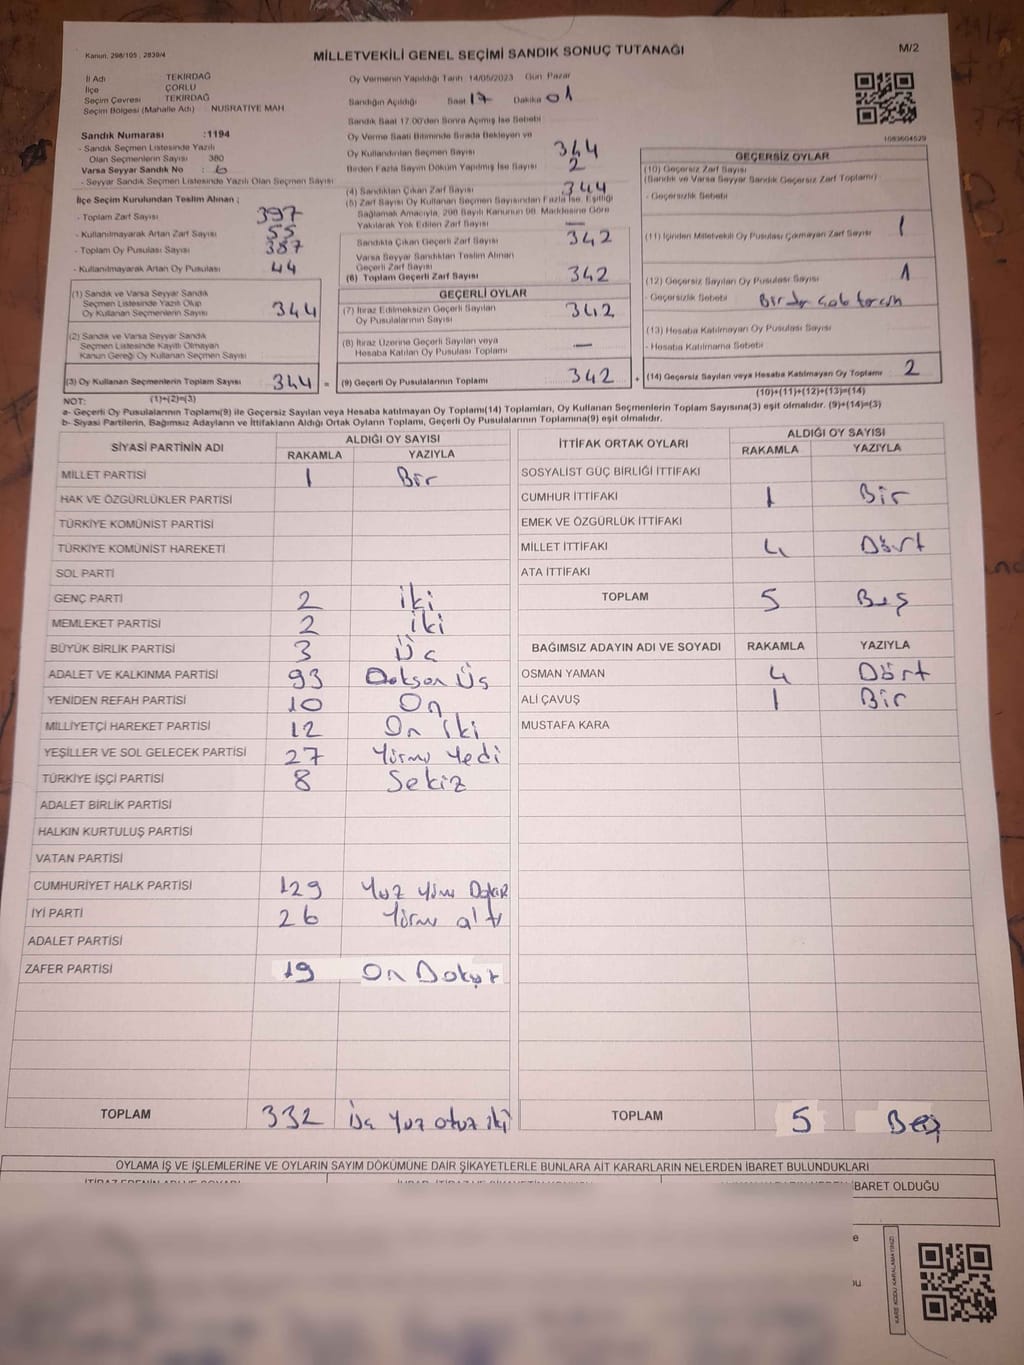 Kanun, 298/105 ; 2839/4
MİLLETVEKİLİ GENEL SEÇİMİ SANDIK SONUÇ TUTANAĞI
M/2
İl Adı TEKİRDAĞ
İlçe ÇORLU
Seçim Çevresi TEKİRDAĞ
Seçim Bölgesi (Mahalle Adı) NUSRATİYE MAH
Sandık Numarası :1194
- Sandık Seçmen Listesinde Yazılı
Olan Seçmenlerin Sayısı 380
Varsa Seyyar Sandık No : 6
- Seyyar Sandık Seçmen Listesinde Yazılı Olan Seçmen Sayısı :
İlçe Seçim Kurulundan Teslim Alınan ;
- Toplam Zarf Sayısı 397
- Kullanılmayarak Artan Zarf Sayısı 55
- Toplam Oy Pusulası Sayısı 387
- Kullanılmayarak Artan Oy Pusulası 44
(1) Sandık ve Varsa Seyyar Sandık
Seçmen Listesinde Yazılı Olup
Oy Kullanan Seçmenlerin Sayısı 344
(2) Sandık ve Varsa Seyyar Sandık
Seçmen Listesinde Kayıtlı Olmayan
Kanun Gereği Oy Kullanan Seçmen Sayısı
(3) Oy Kullanan Seçmenlerin Toplam Sayısı 344 =
Oy Vermenin Yapıldığı Tarih 14/05/2023 Gün Pazar
Sandığın Açıldığı Saat 17 Dakika 01
Sandık Saat 17.00'den Sonra Açılmış İse Sebebi
Oy Verme Saati Bitiminde Sırada Bekleyen ve
Oy Kullandırılan Seçmen Sayısı 344
Birden Fazla Sayım Döküm Yapılmış İse Sayısı 2
(4) Sandıktan Çıkan Zarf Sayısı 344
(5) Zarf Sayısı Oy Kullanan Seçmen Sayısından Fazla İse, Eşitliği
Sağlamak Amacıyla, 298 Sayılı Kanunun 98. Maddesine Göre
Yakılarak Yok Edilen Zarf Sayısı —
Sandıkta Çıkan Geçerli Zarf Sayısı 342
Varsa Seyyar Sandıktan Teslim Alınan
Geçerli Zarf Sayısı
(6) Toplam Geçerli Zarf Sayısı 342
GEÇERLİ OYLAR
(7) İtiraz Edilmeksizin Geçerli Sayılan
Oy Pusulalarının Sayısı 342
(8) İtiraz Üzerine Geçerli Sayılan veya
Hesaba Katılan Oy Pusulası Toplamı —
(9) Geçerli Oy Pusulalarının Toplamı 342 +
1083604529
GEÇERSİZ OYLAR
(10) Geçersiz Zarf Sayısı
(Sandık ve Varsa Seyyar Sandık Geçersiz Zarf Toplamı)
- Geçersizlik Sebebi
(11) İçinden Milletvekili Oy Pusulası Çıkmayan Zarf Sayısı 1
(12) Geçersiz Sayılan Oy Pusulası Sayısı 1
- Geçersizlik Sebebi
(13) Hesaba Katılmayan Oy Pusulası Sayısı
- Hesaba Katılmama Sebebi
(14) Geçersiz Sayılan veya Hesaba Katılmayan Oy Toplamı 2
NOT: (1)+(2)=(3) (10)+(11)+(12)+(13)=(14)
a- Geçerli Oy Pusulalarının Toplamı(9) ile Geçersiz Sayılan veya Hesaba katılmayan Oy Toplamı(14) Toplamları, Oy Kullanan Seçmenlerin Toplam Sayısına(3) eşit olmalıdır. (9)+(14)=(3)
b- Siyasi Partilerin, Bağımsız Adayların ve İttifakların Aldığı Oy Sayılarının Toplamı, Geçerli Oy Pusulalarının Toplamına(9) eşit olmalıdır.
SİYASİ PARTİNİN ADI ALDIĞI OY SAYISI
RAKAMLA YAZIYLA
MİLLET PARTİSİ 1 Bir
HAK VE ÖZGÜRLÜKLER PARTİSİ
TÜRKİYE KOMÜNİST PARTİSİ
TÜRKİYE KOMÜNİST HAREKETİ
SOL PARTİ
GENÇ PARTİ 2 İki
MEMLEKET PARTİSİ 2 İki
BÜYÜK BİRLİK PARTİSİ 3 Üç
ADALET VE KALKINMA PARTİSİ 93 Doksan Üç
YENİDEN REFAH PARTİSİ 10 On
MİLLİYETÇİ HAREKET PARTİSİ 12 On İki
YEŞİLLER VE SOL GELECEK PARTİSİ 27 Yirmi Yedi
TÜRKİYE İŞÇİ PARTİSİ 8 Sekiz
ADALET BİRLİK PARTİSİ
HALKIN KURTULUŞ PARTİSİ
VATAN PARTİSİ
CUMHURİYET HALK PARTİSİ 129 Yüz Yirmi Dokuz
İYİ PARTİ 26 Yirmi altı
ADALET PARTİSİ
ZAFER PARTİSİ 19 On Dokuz
TOPLAM 332 Üç Yüz otuz iki
İTTİFAK ORTAK OYLARI ALDIĞI OY SAYISI
RAKAMLA YAZIYLA
SOSYALİST GÜÇ BİRLİĞİ İTTİFAKI
CUMHUR İTTİFAKI 1 Bir
EMEK VE ÖZGÜRLÜK İTTİFAKI
MİLLET İTTİFAKI 4 Dört
ATA İTTİFAKI
TOPLAM 5 Beş
BAĞIMSIZ ADAYIN ADI VE SOYADI RAKAMLA YAZIYLA
OSMAN YAMAN 4 Dört
ALİ ÇAVUŞ 1 Bir
MUSTAFA KARA
TOPLAM 5 Beş
OYLAMA İŞ VE İŞLEMLERİNE VE OYLARIN SAYIM DÖKÜMÜNE DAİR ŞİKAYETLERLE BUNLARA AİT KARARLARIN NELERDEN İBARET BULUNDUKLARI
İBARET OLDUĞU
KARE KODU KARALAMAYINIZ!